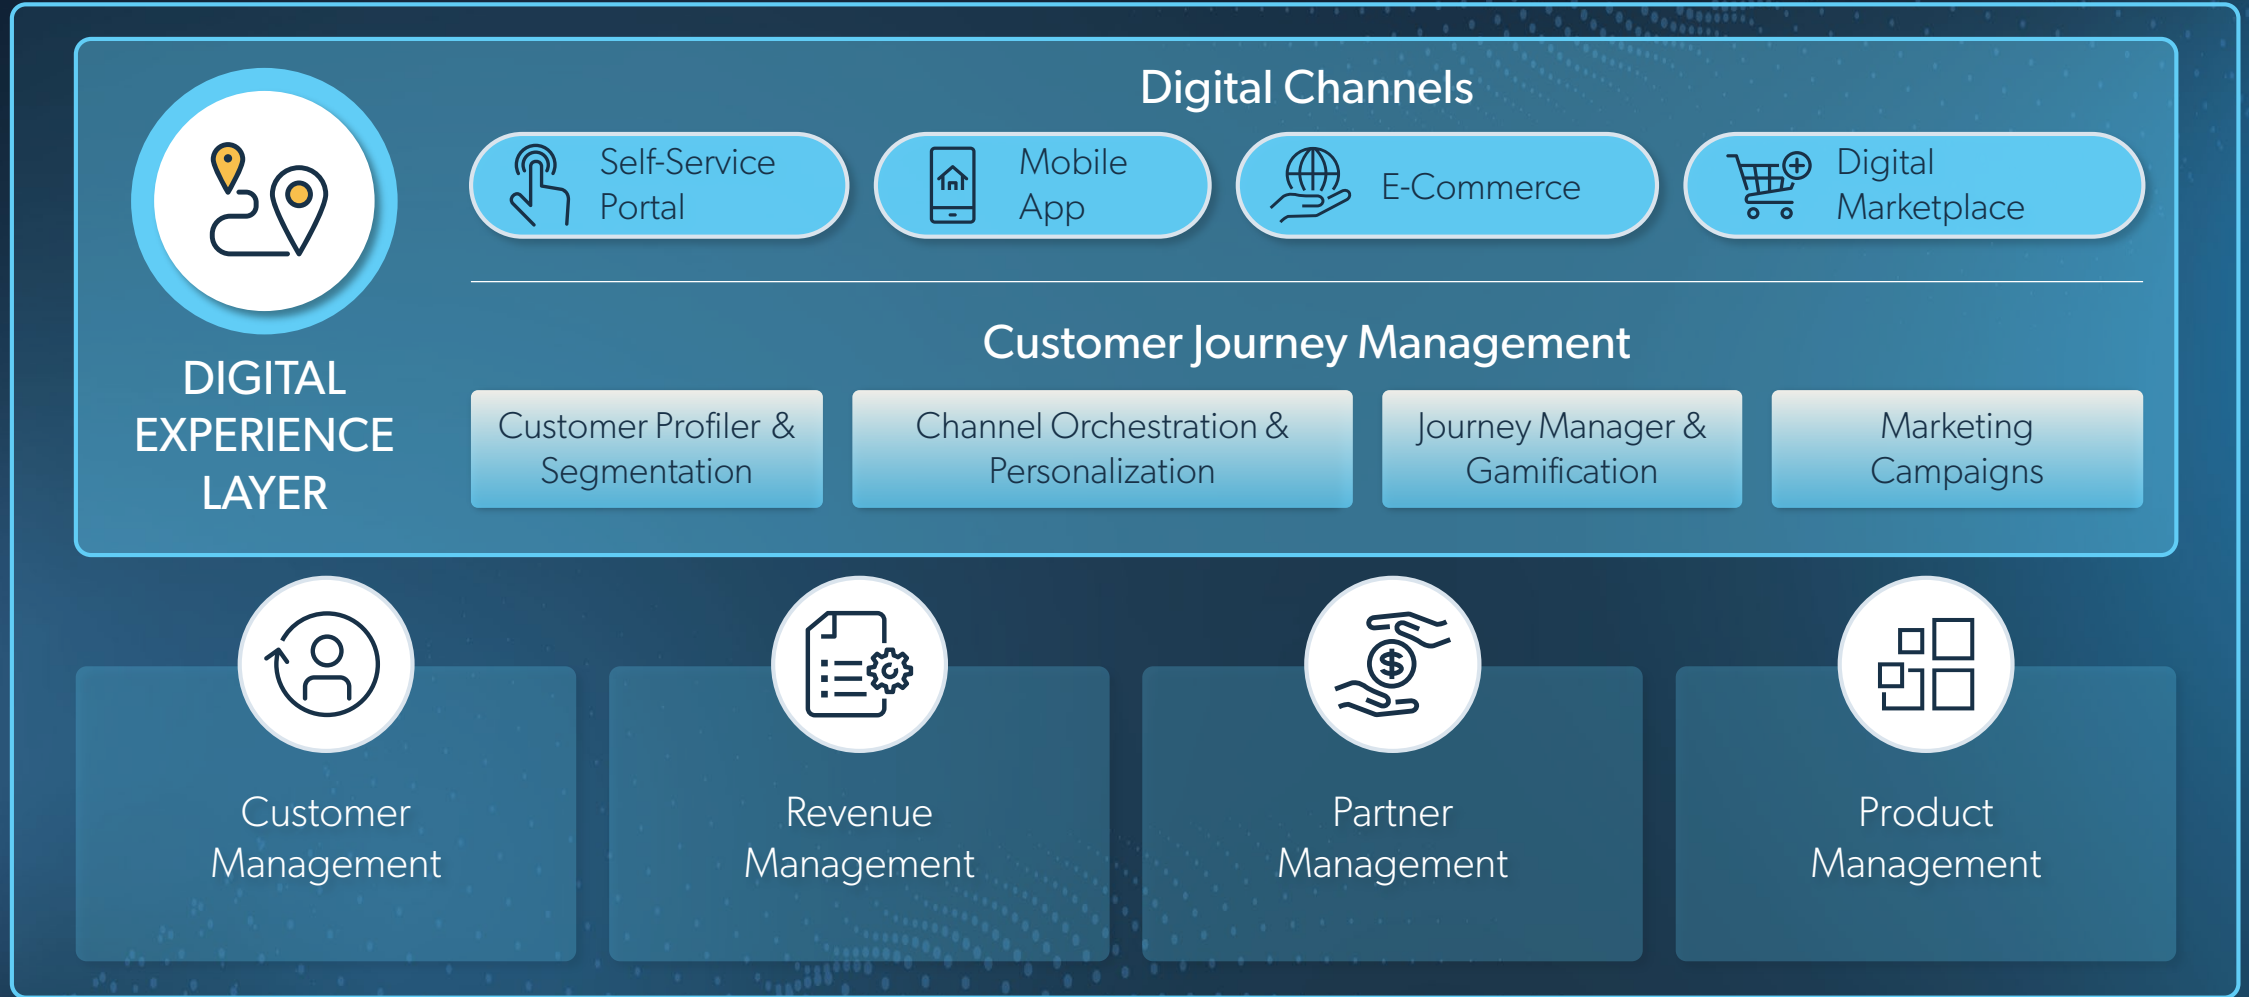 Digital Channels
Self-Service
Portal
Mobile
App
E-Commerce
Digital
Marketplace
DIGITAL
EXPERIENCE
LAYER
Customer Journey Management
Customer Profiler &
Segmentation
Channel Orchestration &
Personalization
Journey Manager &
Gamification
Marketing
Campaigns
Customer
Management
Revenue
Management
$
Partner
Management
Product
Management